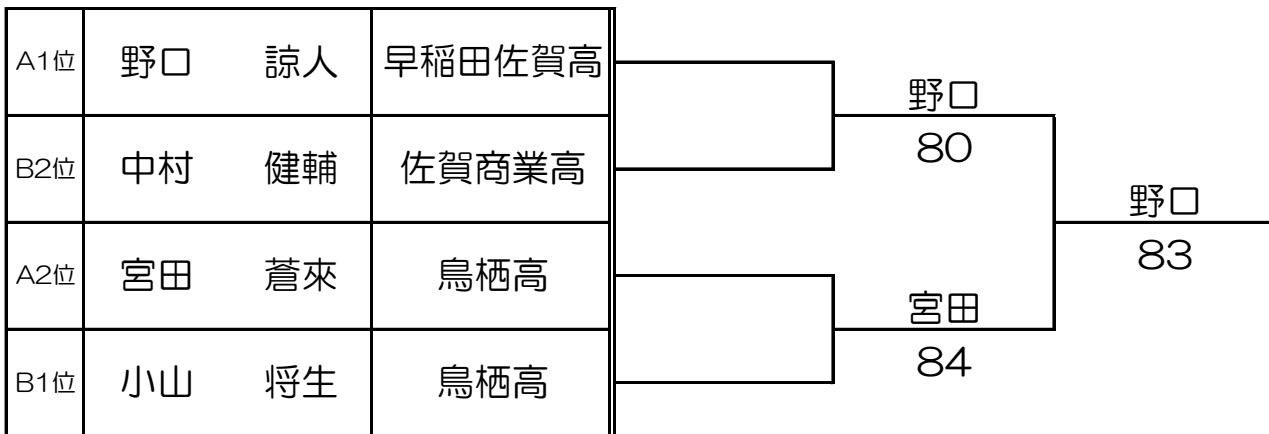 A1位 野口 諒人 早稲田佐賀高
B2位 中村 健輔 佐賀商業高
A2位 宮田 蒼來 鳥栖高
B1位 小山 将生 鳥栖高
野口
80
宮田
84
野口
83